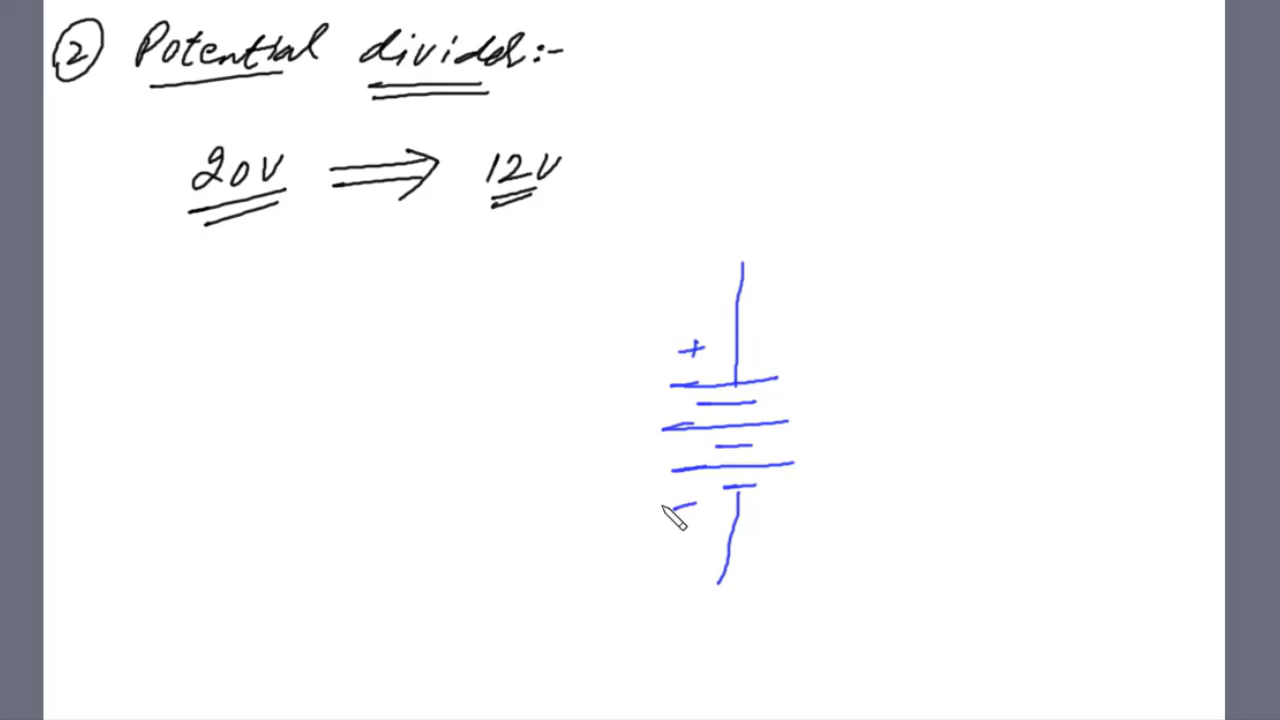 ② Potential divider:-
20V ⟹ 12V
+
-